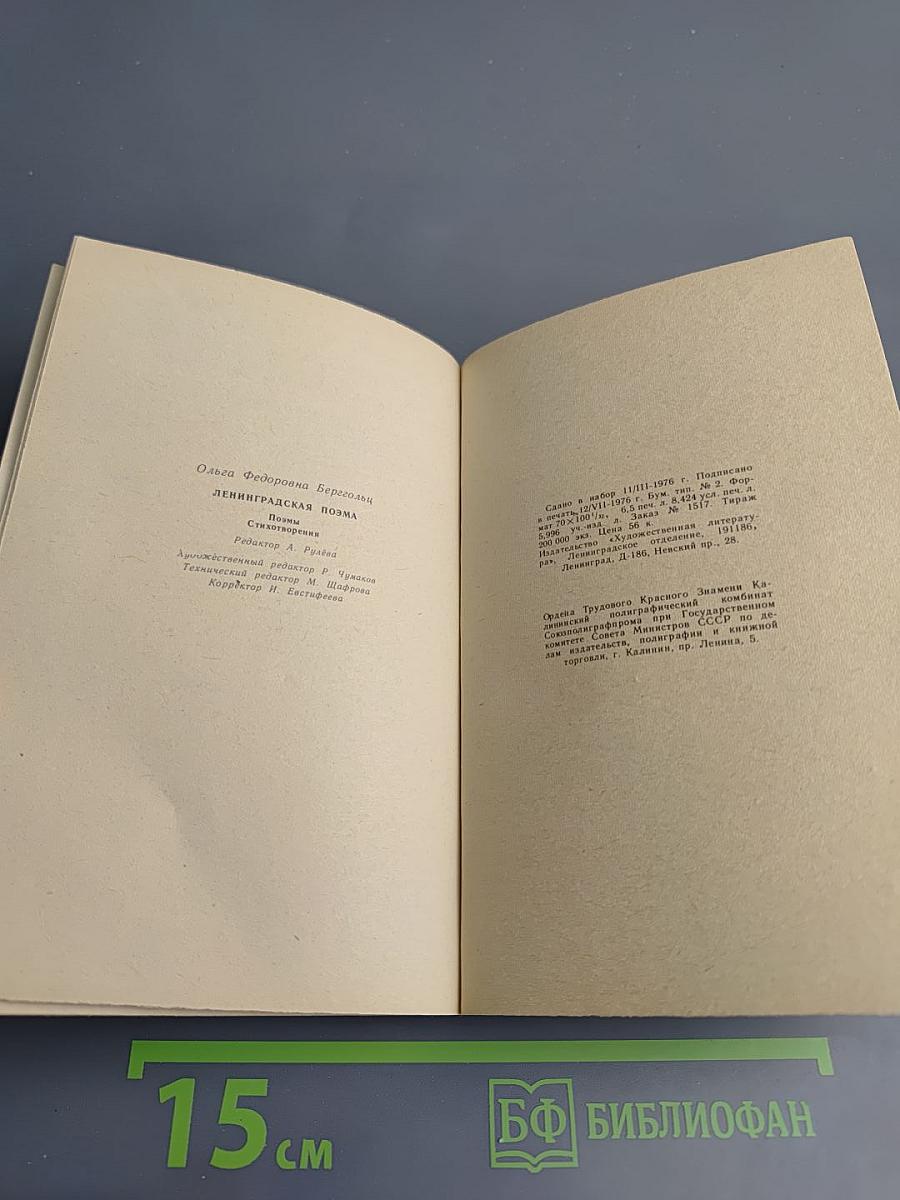 Ольга Федоровна Берггольц
ЛЕНИНГРАДСКАЯ ПОЭМА
Поэмы
Стихотворения
Редактор А. Рулёва
Художественный редактор Р. Чумаков
Технический редактор М. Шафрова
Корректор И. Евстифеева
Сдано в набор 11/III-1976 г. Подписано
в печать 12/VII-1976 г. Бум. тип. № 2. Фор-
мат 70×100 1/32. 6,5 печ. л. 8,424 усл. печ. л.
5,996 уч.-изд. л. Заказ № 1517. Тираж
200 000 экз. Цена 56 к.
Издательство «Художественная литерату-
ра», Ленинградское отделение, 191186,
Ленинград, Д-186, Невский пр., 28.
Ордена Трудового Красного Знамени Ка-
лининский полиграфический комбинат
Союзполиграфпрома при Государственном
комитете Совета Министров СССР по де-
лам издательств, полиграфии и книжной
торговли, г. Калинин, пр. Ленина, 5.
15 см
БФ БИБЛИОФАН